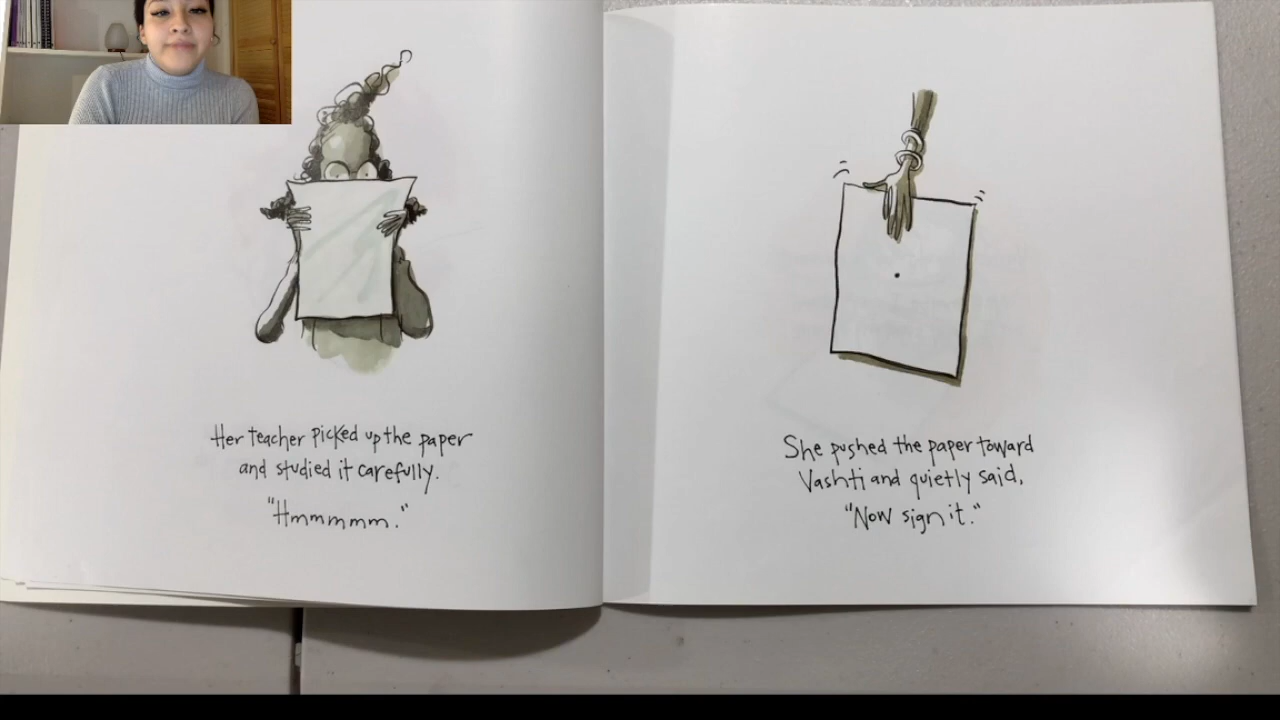 Her teacher picked up the paper
and studied it carefully.
"Hmmmmm."
She pushed the paper toward
Vashti and quietly said,
"Now sign it."